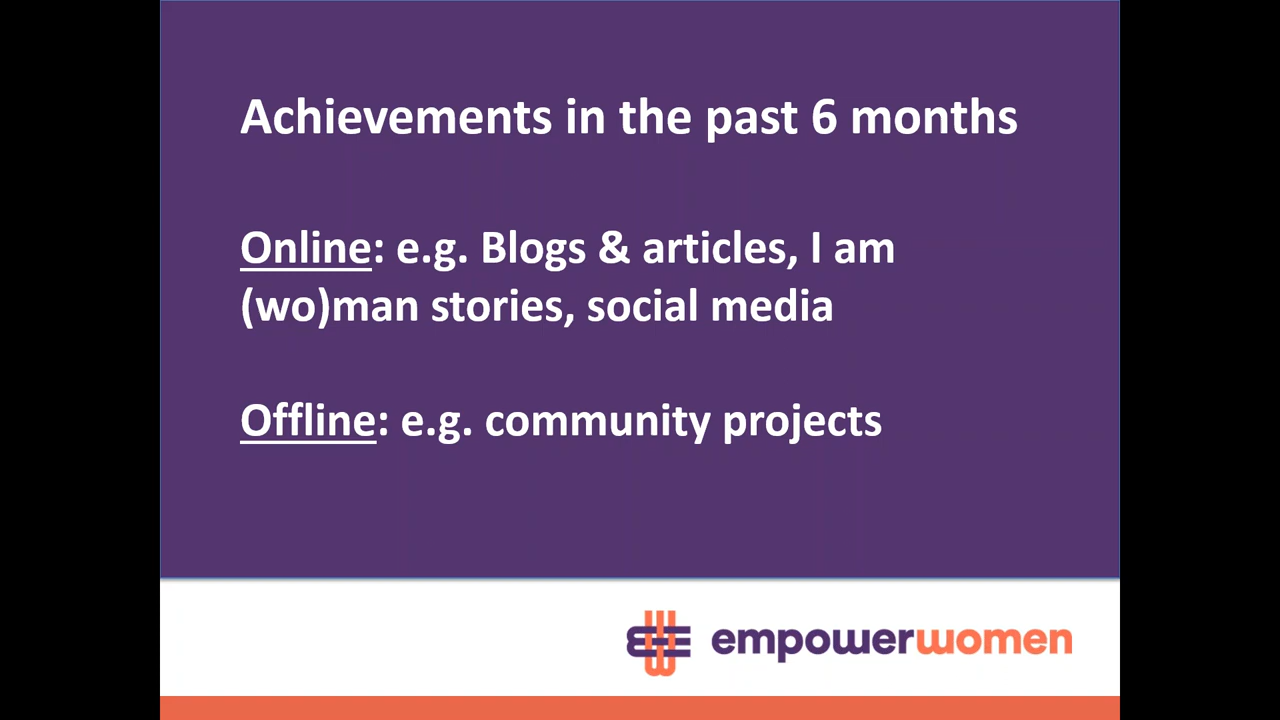 Achievements in the past 6 months
Online: e.g. Blogs & articles, I am
(wo)man stories, social media
Offline: e.g. community projects
empowerwomen